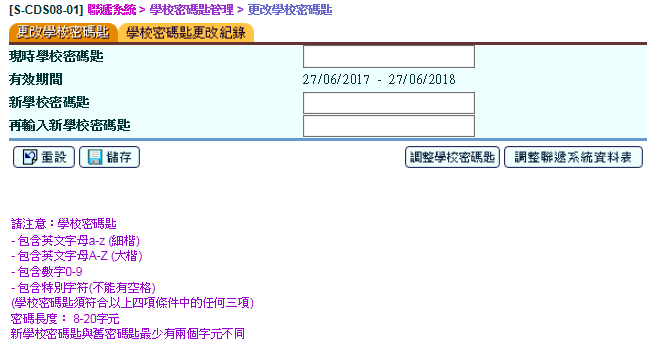 [S-CDS08-01] 聯遞系統 > 學校密碼匙管理 > 更改學校密碼匙
更改學校密碼匙 學校密碼匙更改紀錄
現時學校密碼匙
有效期間 27/06/2017 - 27/06/2018
新學校密碼匙
再輸入新學校密碼匙
重設 儲存 調整學校密碼匙 調整聯遞系統資料表
請注意：學校密碼匙
- 包含英文字母a-z (細楷)
- 包含英文字母A-Z (大楷)
- 包含數字0-9
- 包含特別字符(不能有空格)
(學校密碼匙須符合以上四項條件中的任何三項)
密碼長度： 8-20字元
新學校密碼匙與舊密碼匙最少有兩個字元不同